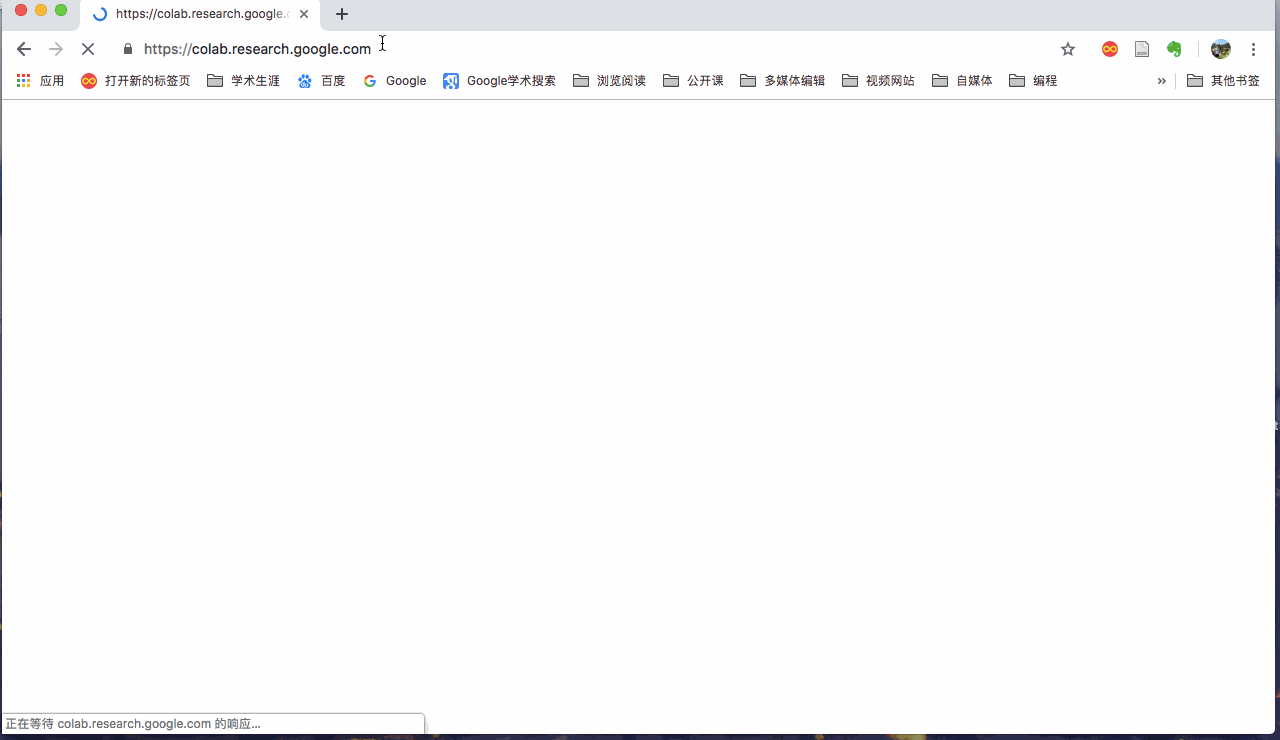 https://colab.research.google.
https://colab.research.google.com
应用 打开新的标签页 学术生涯 百度 Google Google学术搜索 浏览阅读 公开课 多媒体编辑 视频网站 自媒体 编程 » 其他书签
正在等待 colab.research.google.com 的响应...